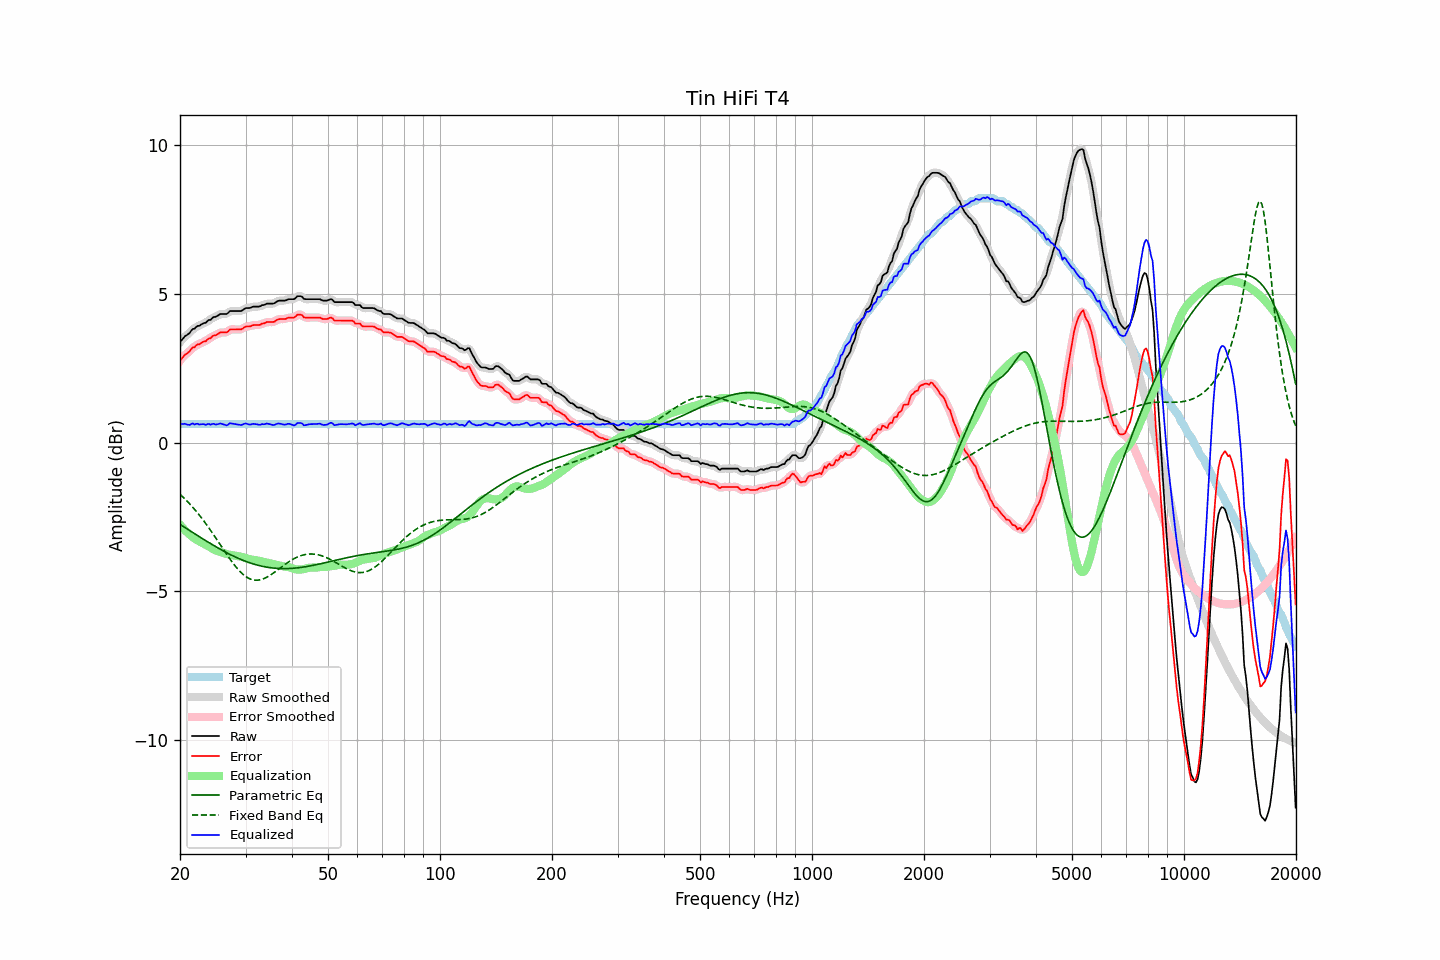 Tin HiFi T4
10
5
0
−5
−10
Amplitude (dBr)
20
50
100
200
500
1000
2000
5000
10000
20000
Frequency (Hz)
Target
Raw Smoothed
Error Smoothed
Raw
Error
Equalization
Parametric Eq
Fixed Band Eq
Equalized